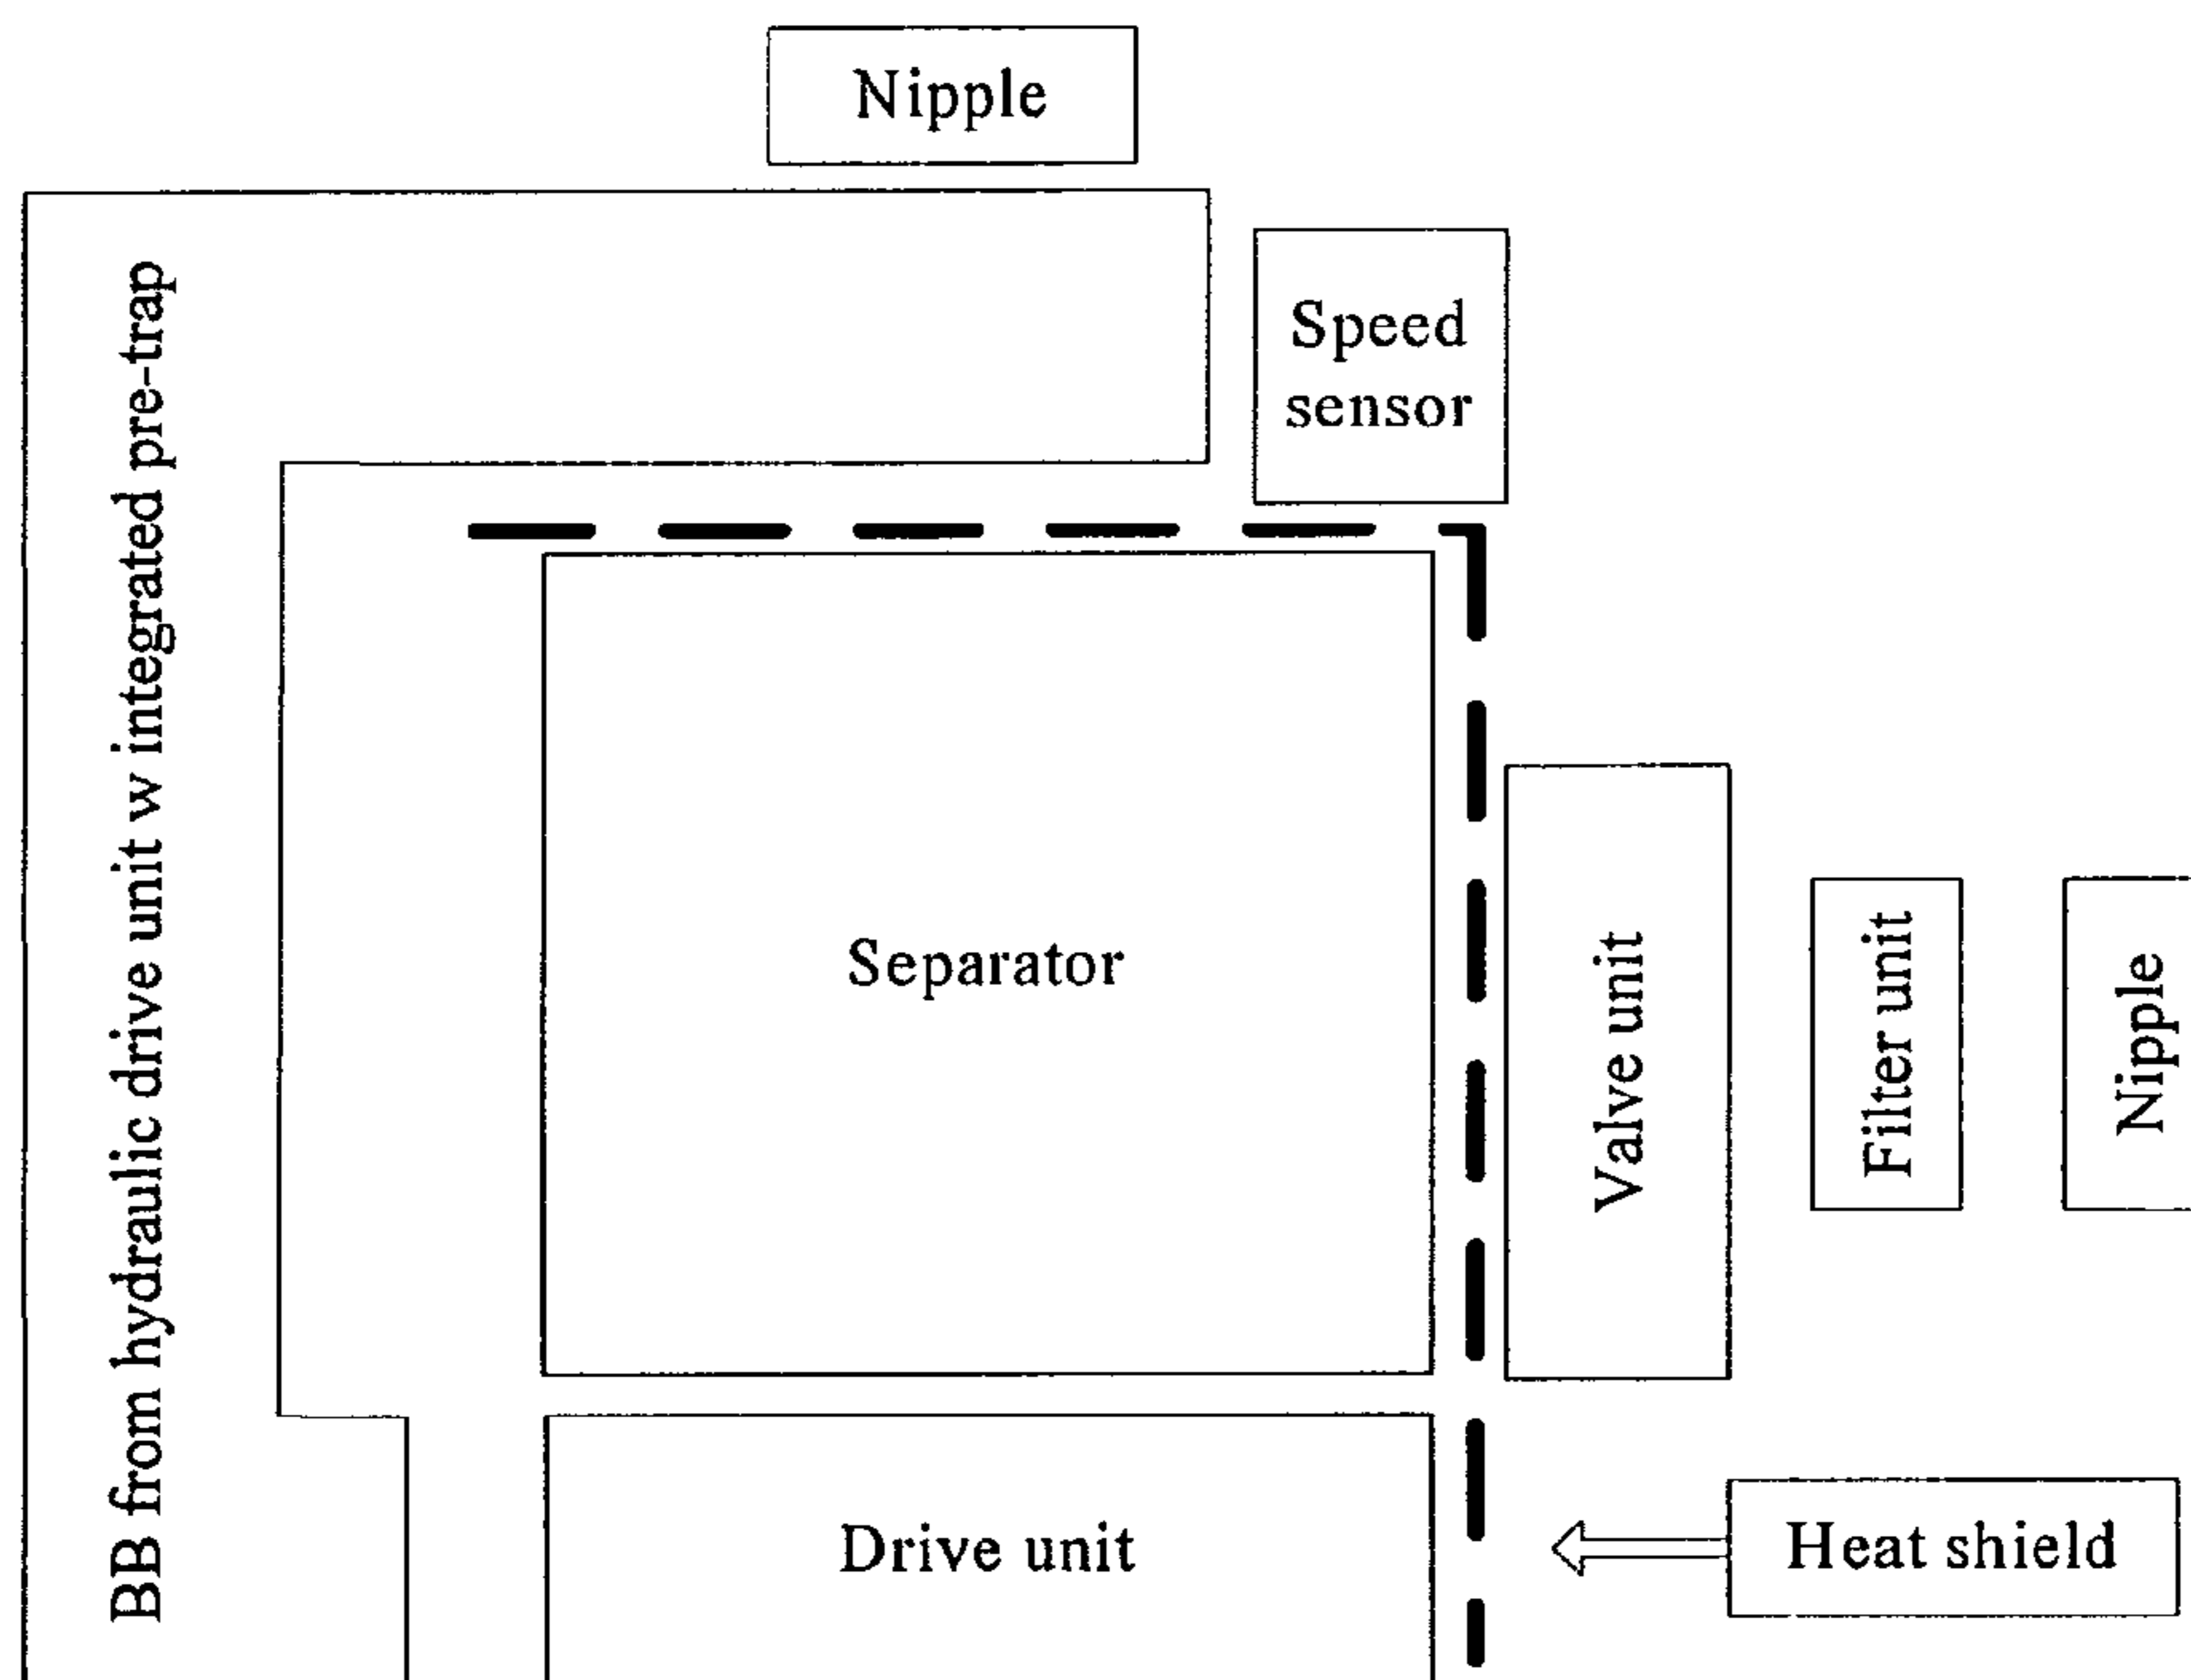 Nipple
Speed
sensor
BB from hydraulic drive unit w integrated pre-trap
Separator
Valve unit
Filter unit
Nipple
Drive unit
Heat shield